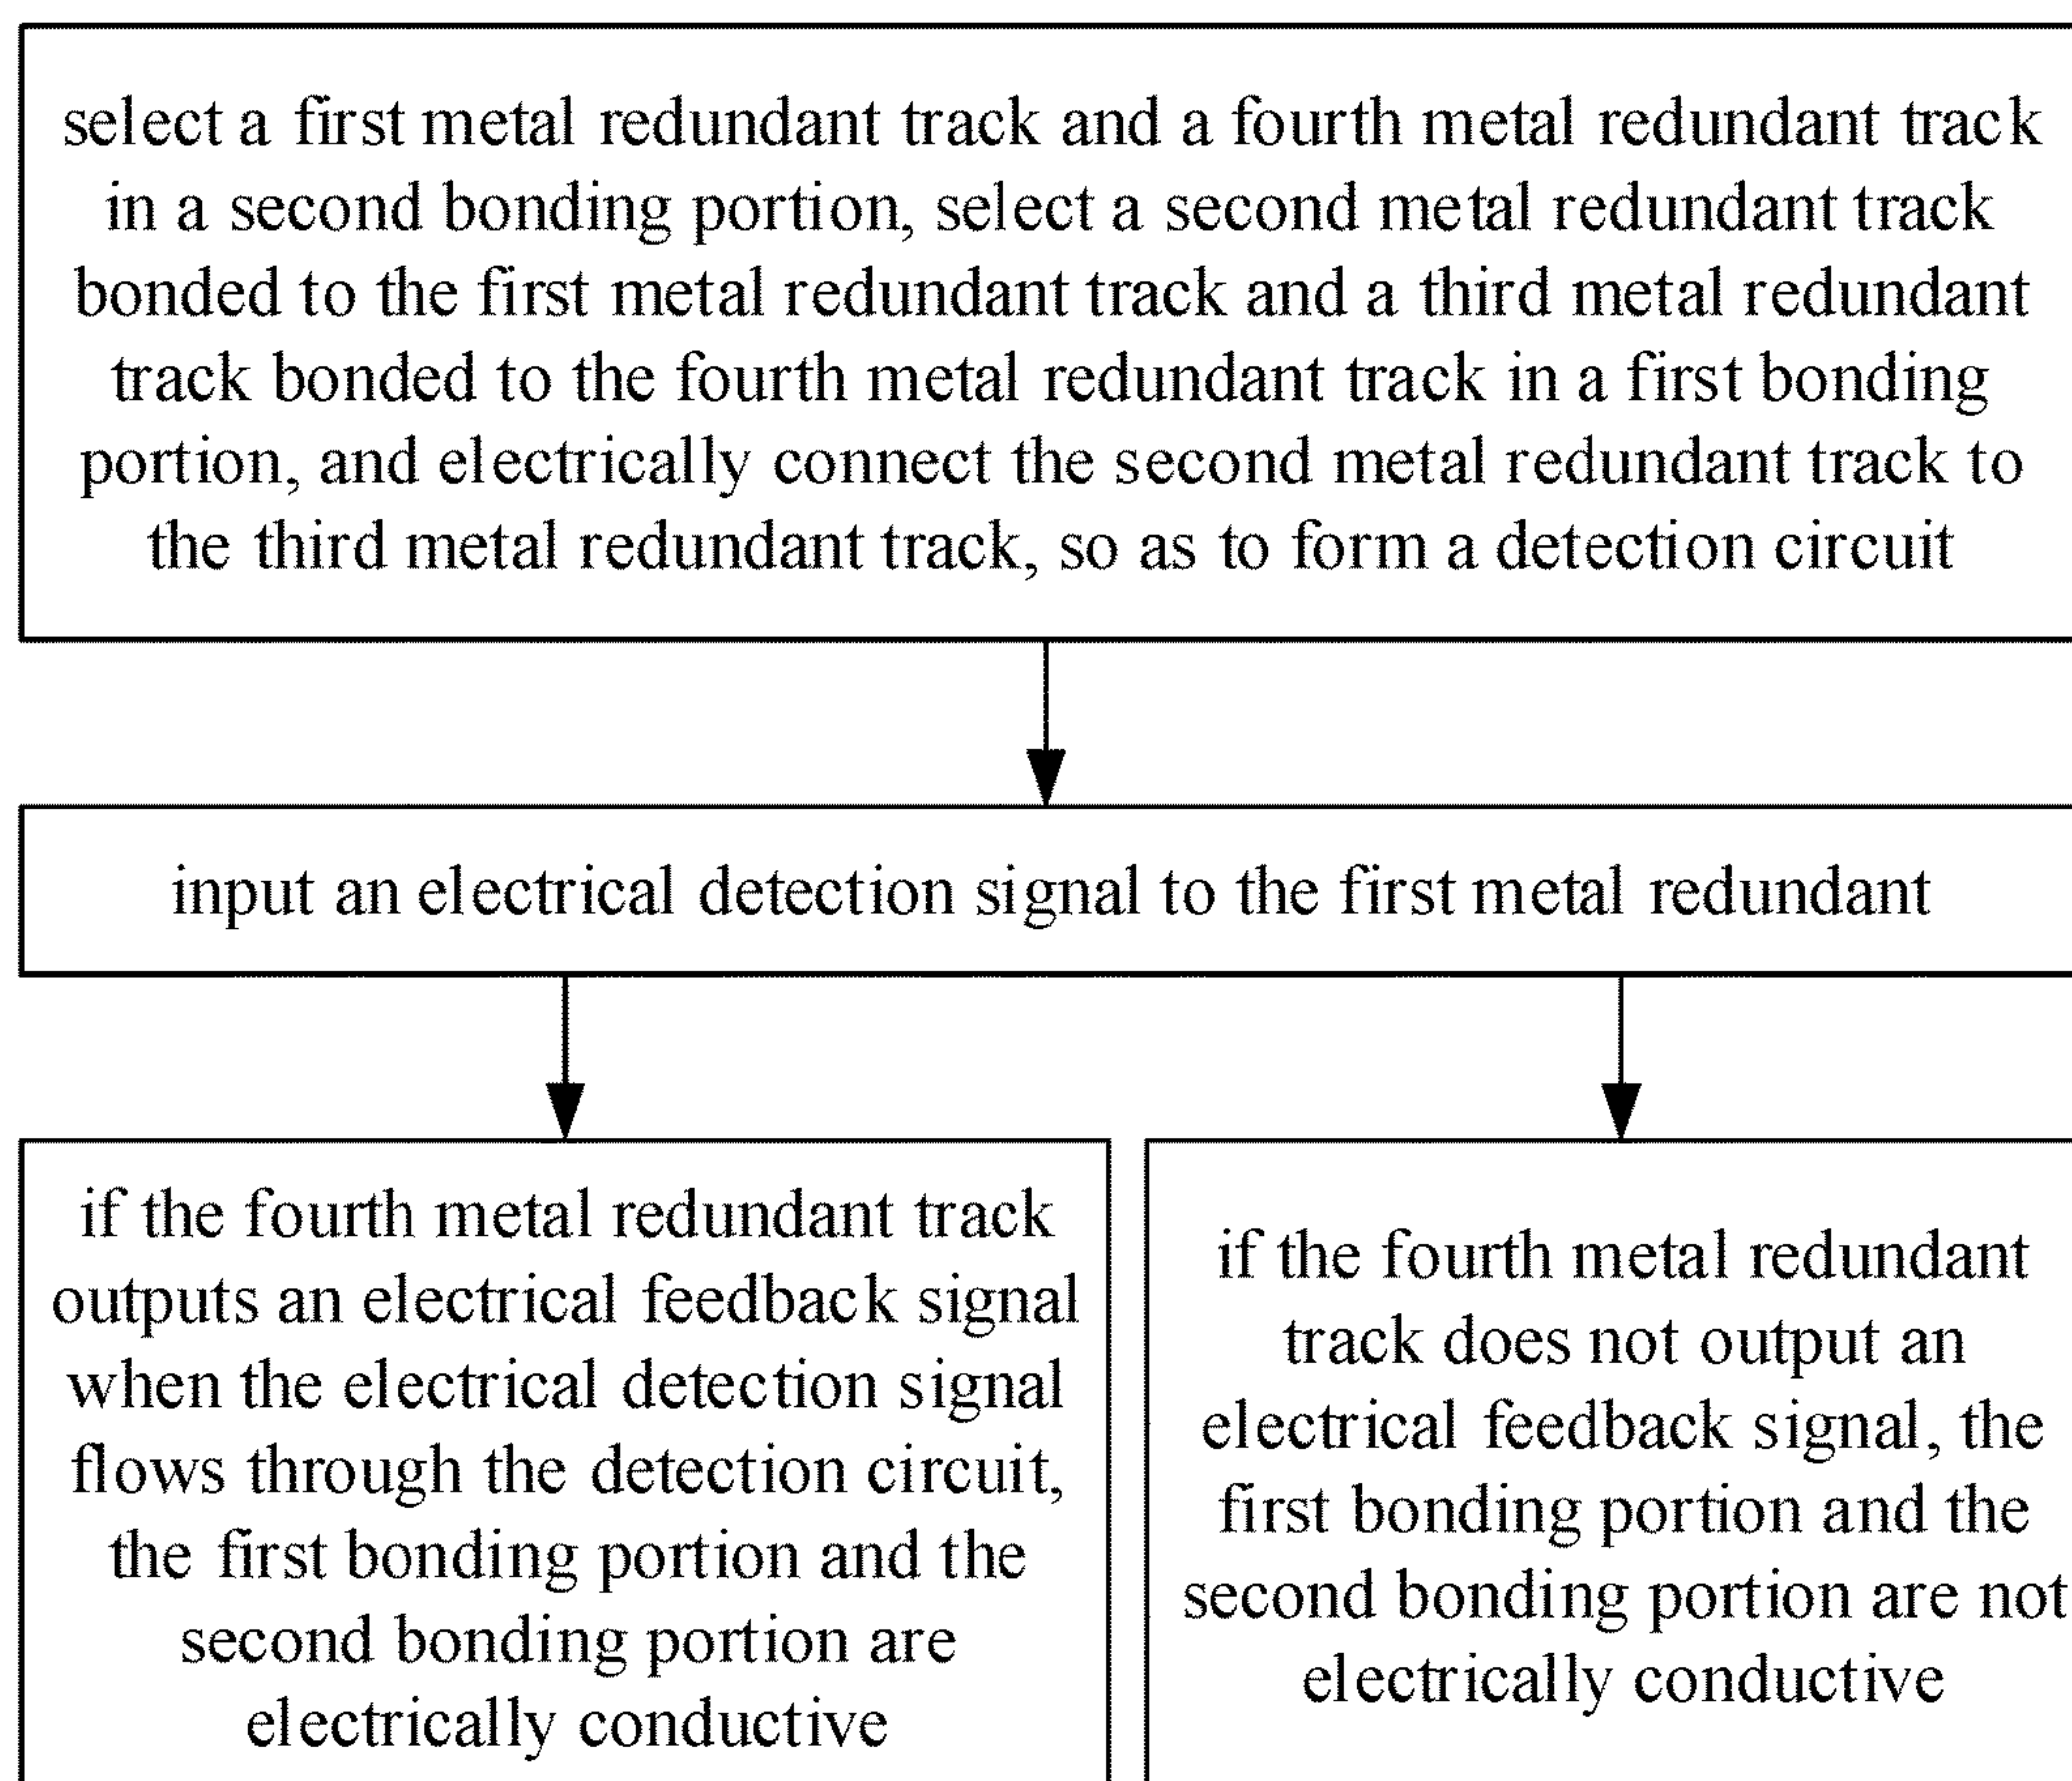 select a first metal redundant track and a fourth metal redundant track
in a second bonding portion, select a second metal redundant track
bonded to the first metal redundant track and a third metal redundant
track bonded to the fourth metal redundant track in a first bonding
portion, and electrically connect the second metal redundant track to
the third metal redundant track, so as to form a detection circuit
input an electrical detection signal to the first metal redundant
if the fourth metal redundant track
outputs an electrical feedback signal
when the electrical detection signal
flows through the detection circuit,
the first bonding portion and the
second bonding portion are
electrically conductive
if the fourth metal redundant
track does not output an
electrical feedback signal, the
first bonding portion and the
second bonding portion are not
electrically conductive